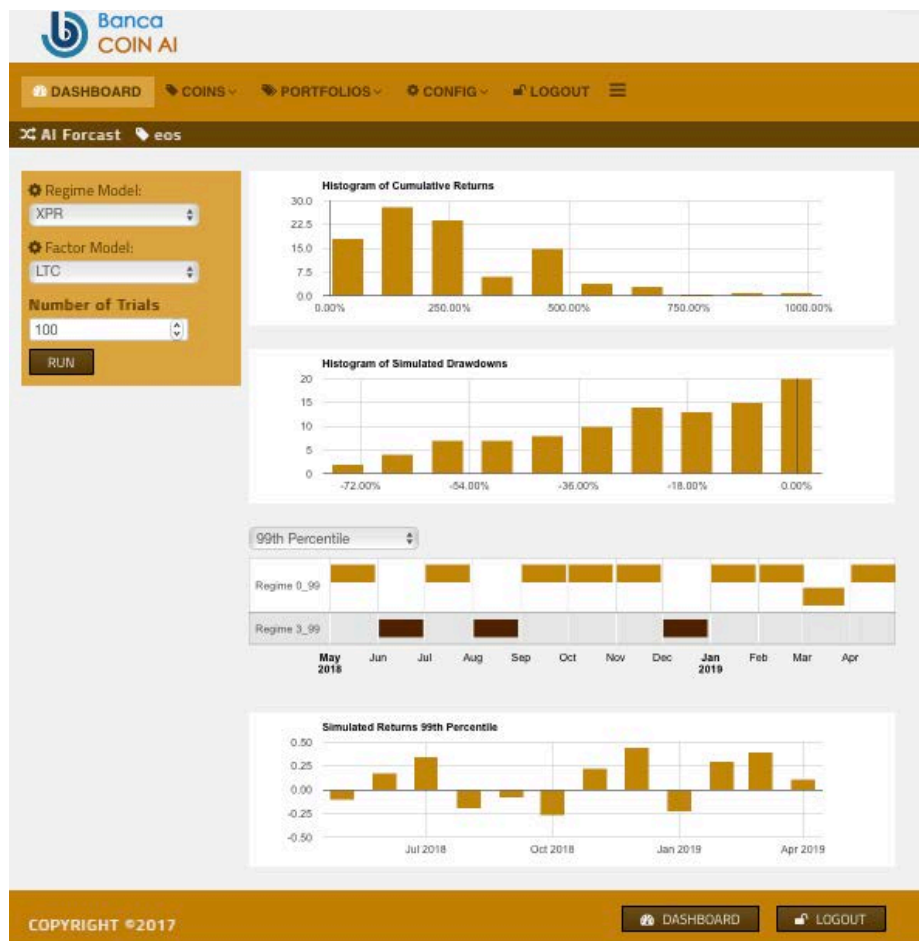 Banca
COIN AI
DASHBOARD COINS PORTFOLIOS CONFIG LOGOUT
AI Forcast eos
Regime Model:
XPR
Factor Model:
LTC
Number of Trials
100
RUN
Histogram of Cumulative Returns
30.0
22.5
15.0
7.5
0.0
0.00% 250.00% 500.00% 750.00% 1000.00%
Histogram of Simulated Drawdowns
20
15
10
5
0
-72.00% -54.00% -36.00% -18.00% 0.00%
99th Percentile
Regime 0_99
Regime 3_99
May Jun Jul Aug Sep Oct Nov Dec Jan Feb Mar Apr
2018 2019
Simulated Returns 99th Percentile
0.50
0.25
0.00
-0.25
-0.50
Jul 2018 Oct 2018 Jan 2019 Apr 2019
COPYRIGHT ©2017 DASHBOARD LOGOUT